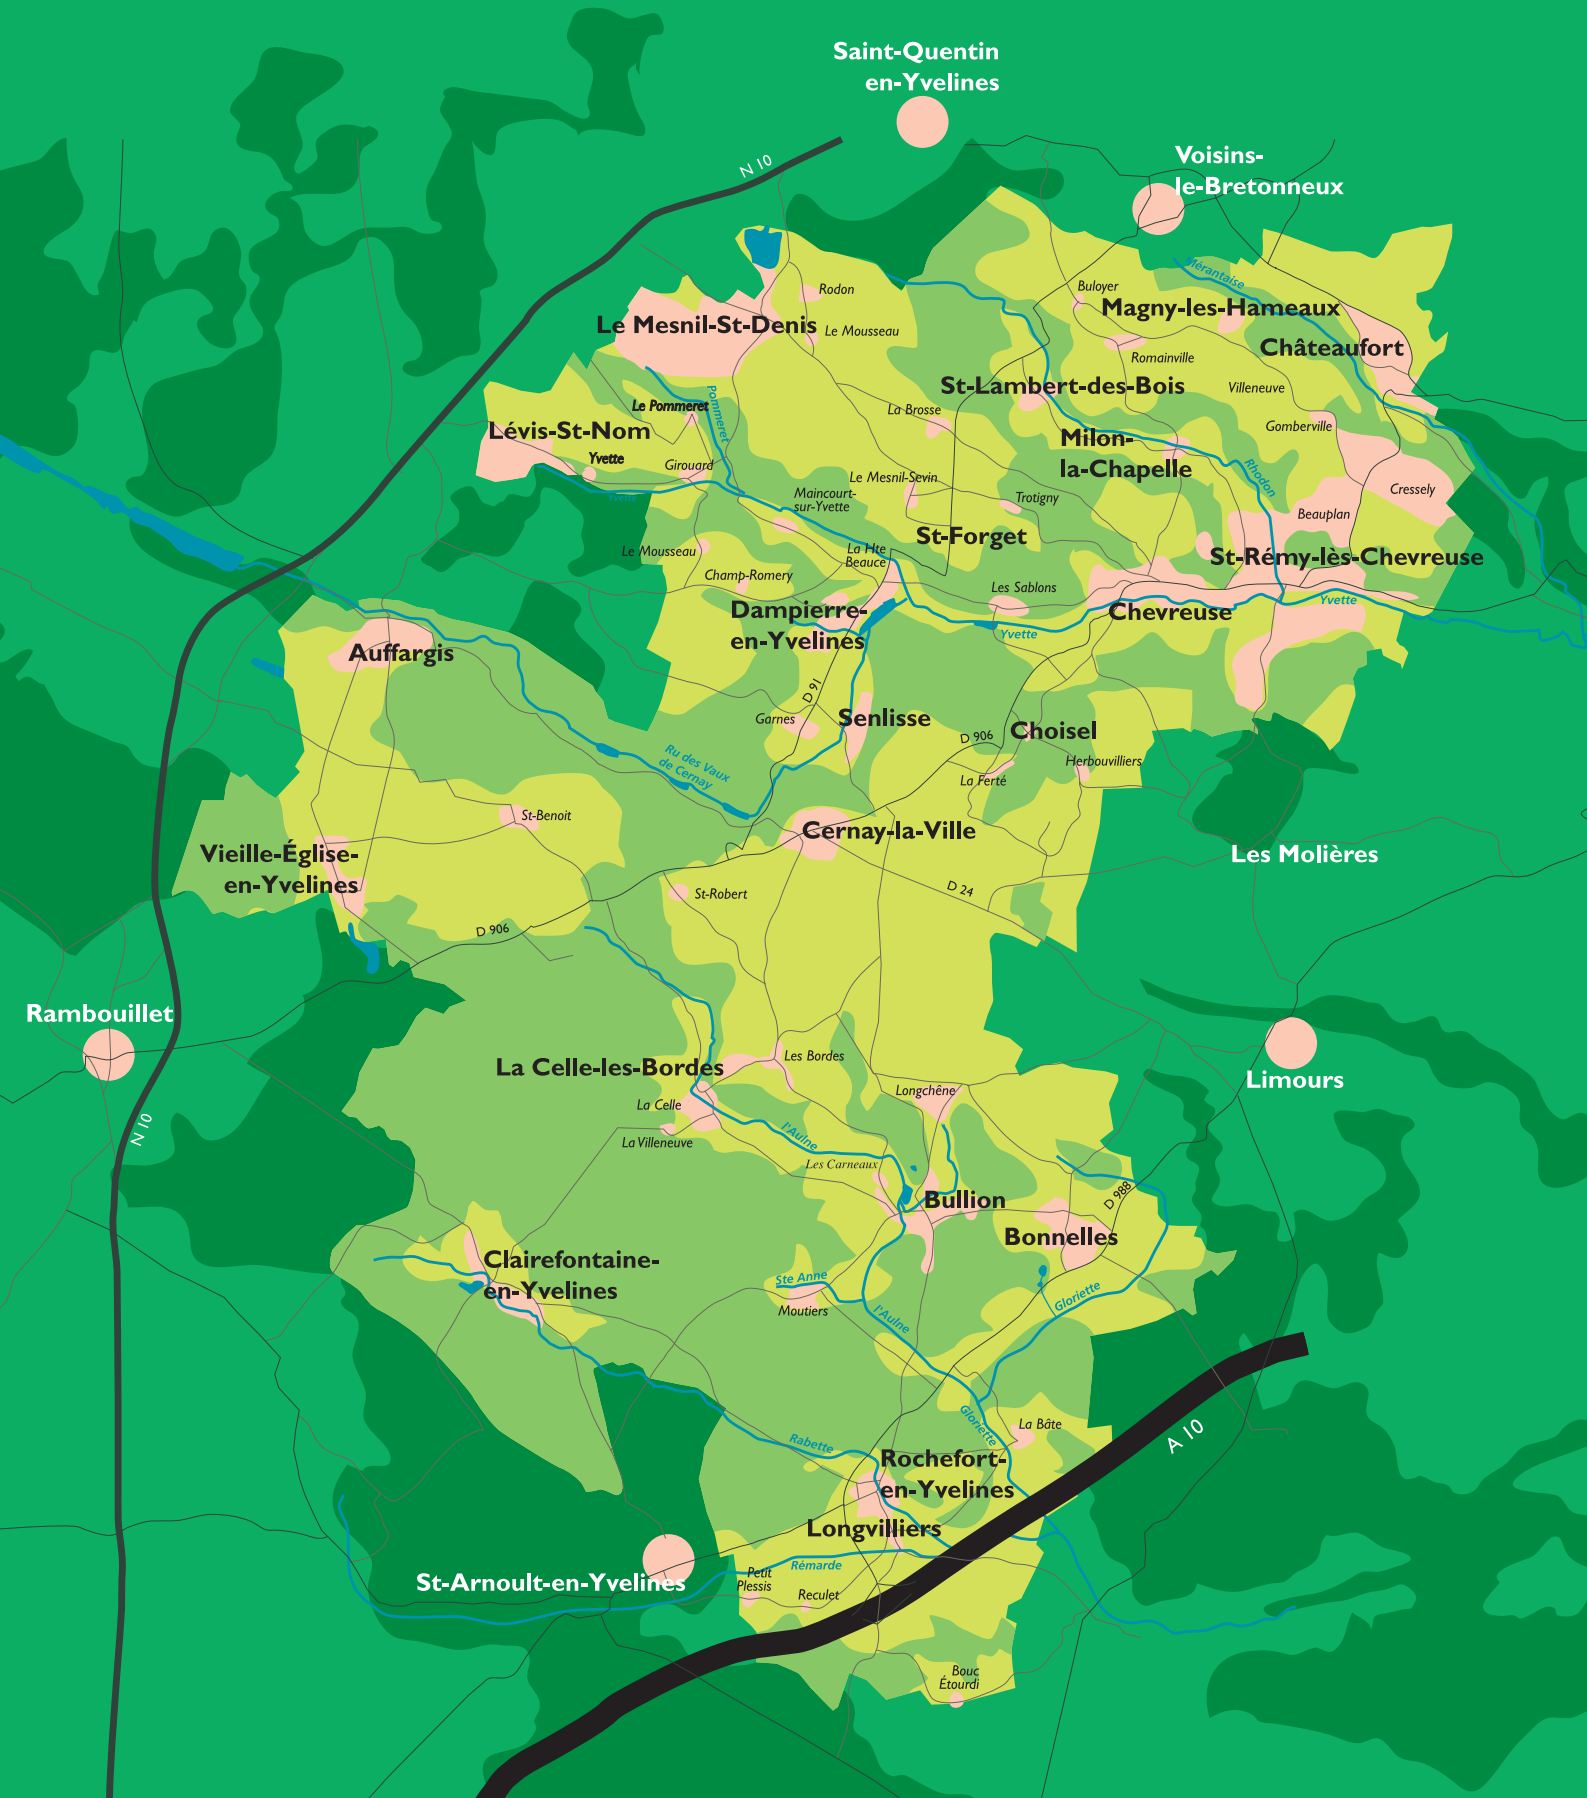 Saint-Quentin
en-Yvelines
N 10
Voisins-
le-Bretonneux
Mérantaise
Rodon
Buloyer
Magny-les-Hameaux
Le Mesnil-St-Denis
Le Mousseau
Romainville
Châteaufort
St-Lambert-des-Bois
Villeneuve
Pommeret
Le Pommeret
La Brosse
Gomberville
Lévis-St-Nom
Milon-
la-Chapelle
Yvette
Girouard
Le Mesnil-Sevin
Rhodon
Cressely
Yvette
Maincourt-
sur-Yvette
Trotigny
Beauplan
St-Forget
Le Mousseau
La Hte
Beauce
St-Rémy-lès-Chevreuse
Champ-Romery
Les Sablons
Yvette
Dampierre-
en-Yvelines
Chevreuse
Yvette
Auffargis
D 91
Garnes
Senlisse
Choisel
D 906
Ru des Vaux
de Cernay
La Ferté
Herbouvilliers
St-Benoit
Cernay-la-Ville
Vieille-Église-
en-Yvelines
Les Molières
St-Robert
D 24
D 906
Rambouillet
La Celle-les-Bordes
Les Bordes
Limours
Longchêne
La Celle
N 10
La Villeneuve
l'Aulne
Les Carneaux
Bullion
D 988
Bonnelles
Clairefontaine-
en-Yvelines
Ste Anne
Moutiers
Gloriette
l'Aulne
Gloriette
La Bâte
A 10
Rabette
Rochefort-
en-Yvelines
Longvilliers
Rémarde
St-Arnoult-en-Yvelines
Petit
Plessis
Reculet
Bouc
Étourdi